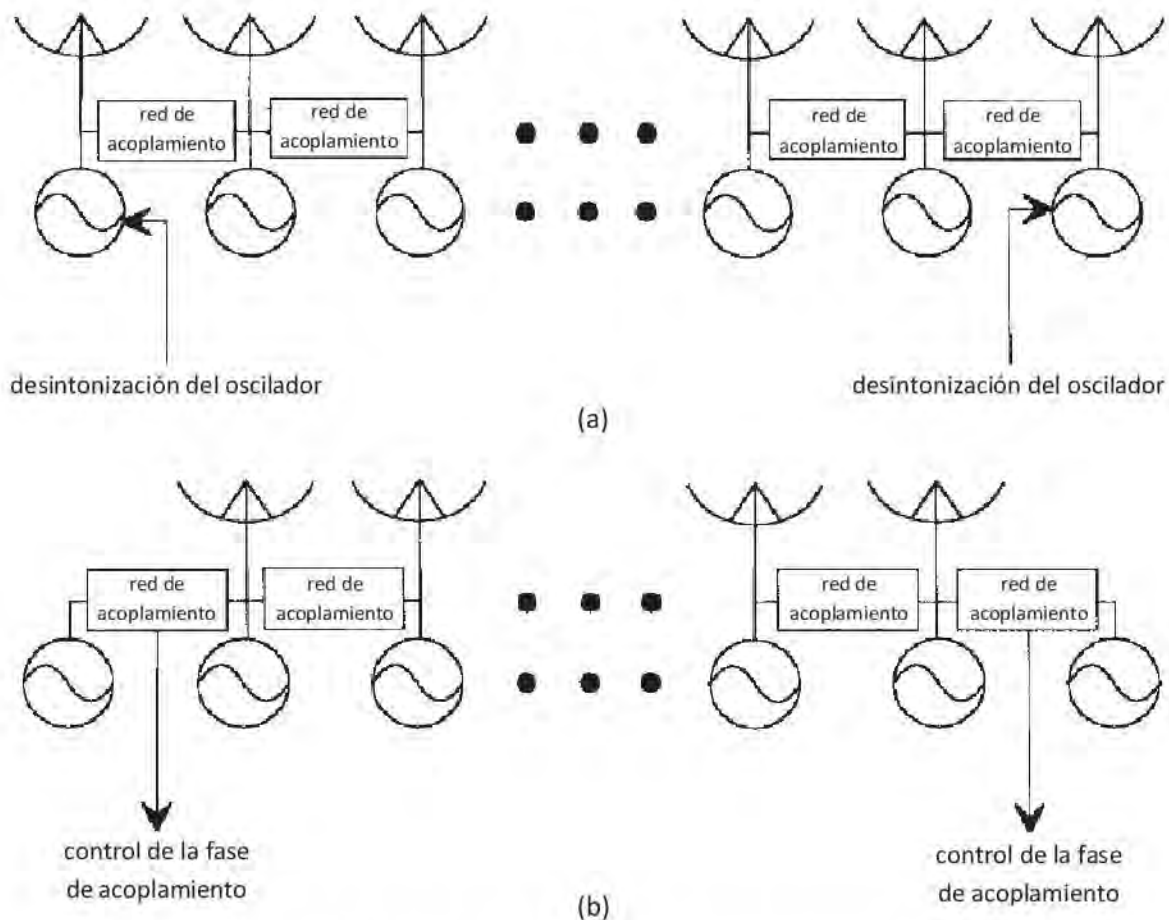 red de
acoplamiento
red de
acoplamiento
red de
acoplamiento
red de
acoplamiento
desintonización del oscilador
desintonización del oscilador
(a)
red de
acoplamiento
red de
acoplamiento
red de
acoplamiento
red de
acoplamiento
control de la fase
de acoplamiento
control de la fase
de acoplamiento
(b)